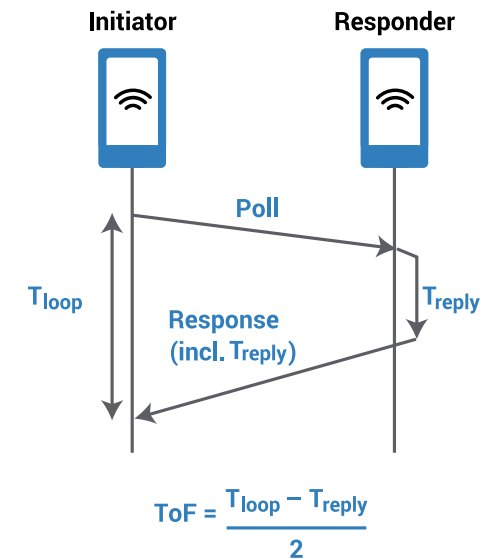 Initiator
Responder
Poll
Tloop
Treply
Response
(incl. Treply)
ToF = Tloop – Treply
2